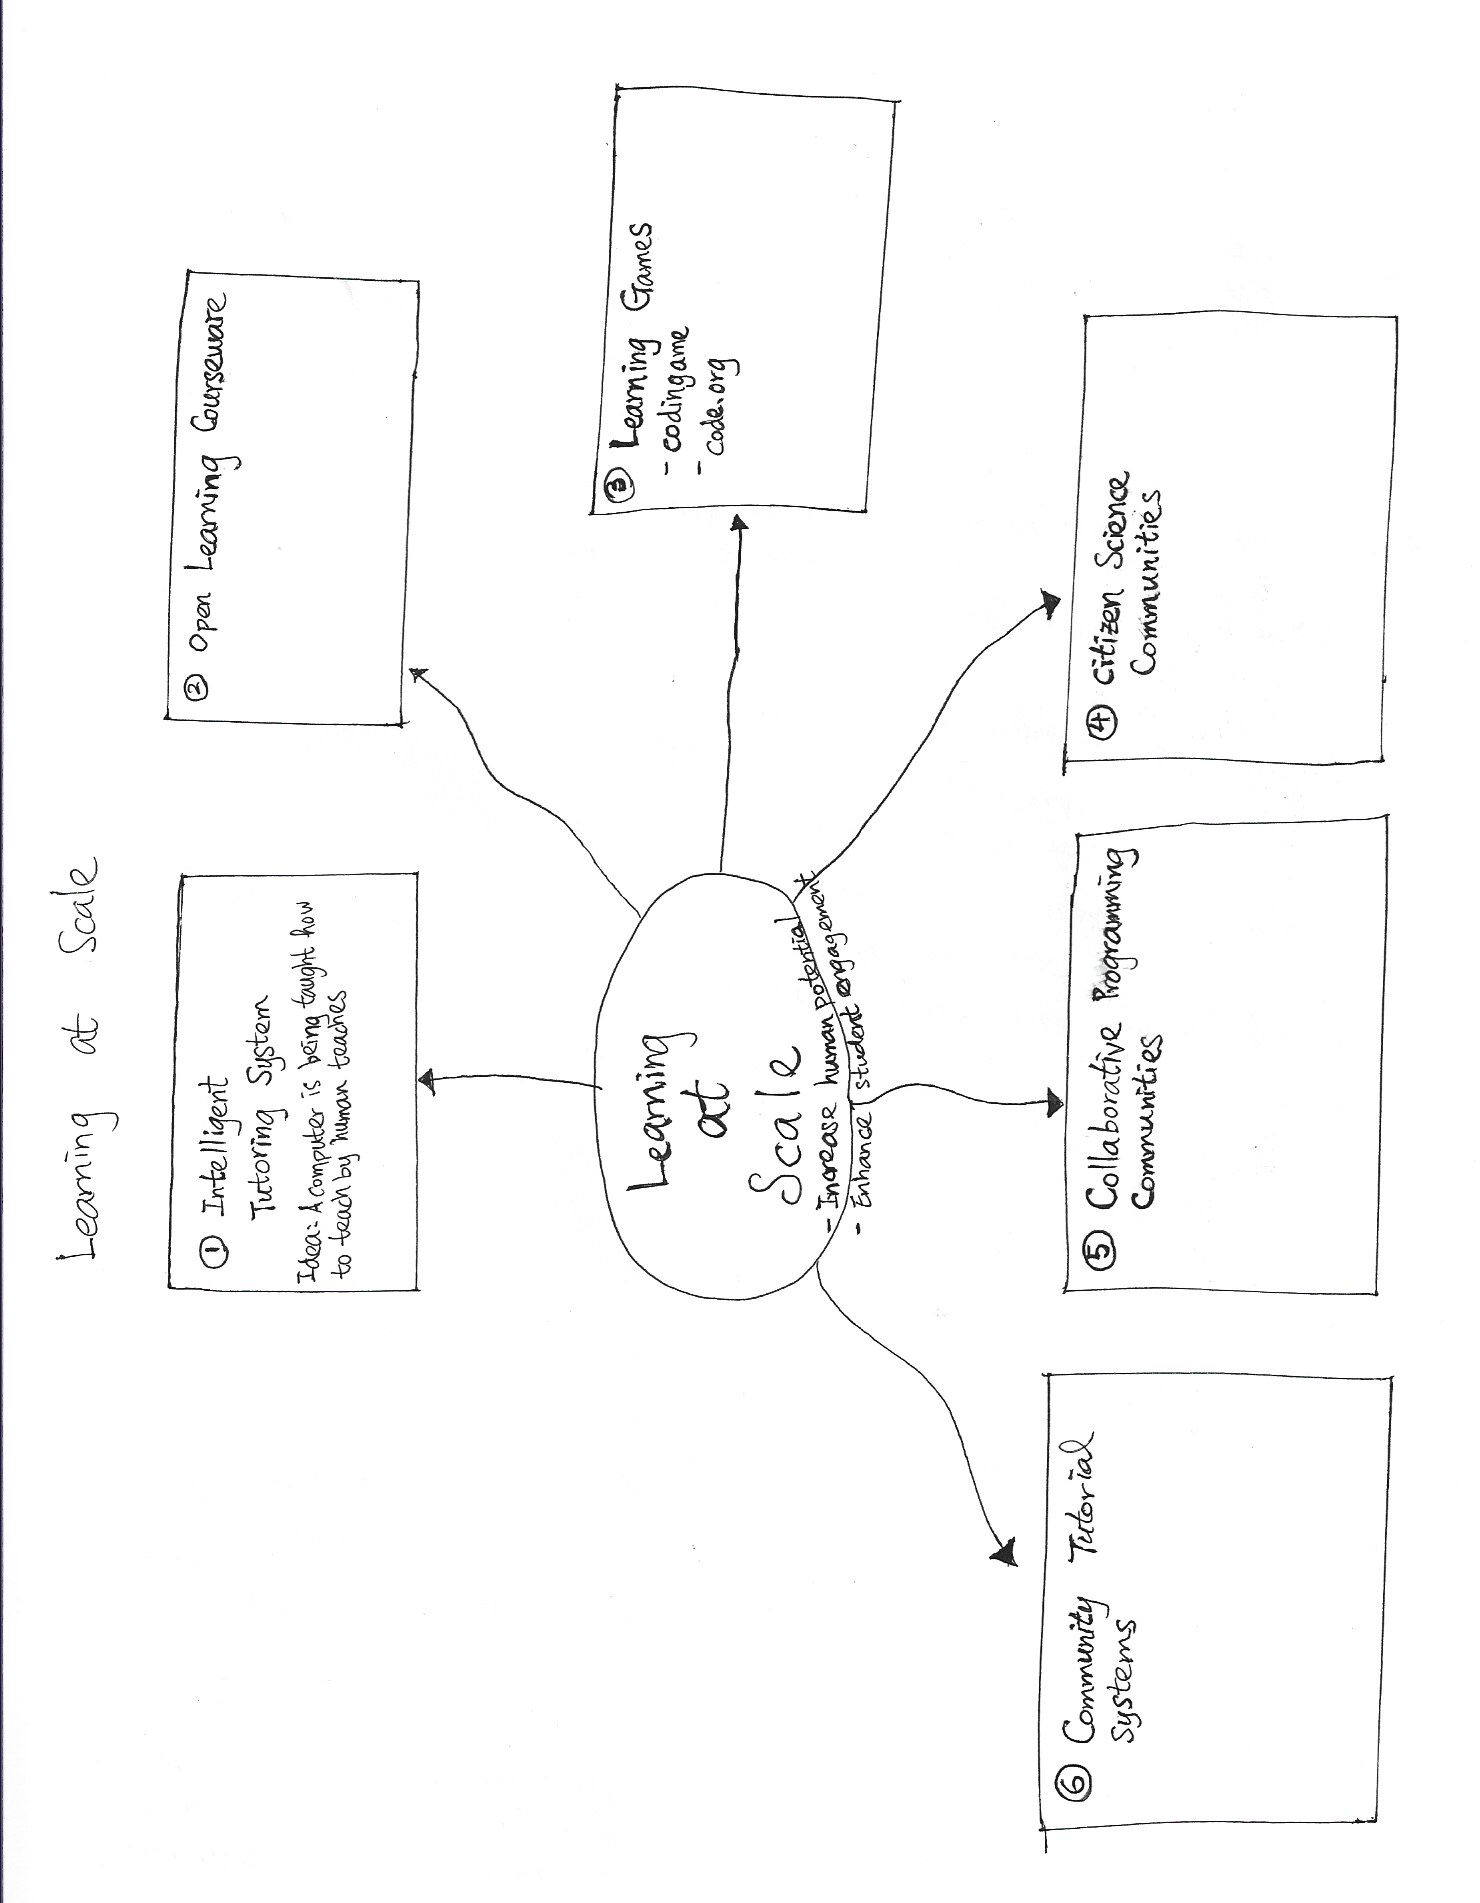 Learning at Scale
① Intelligent
Tutoring System
Idea: A computer is being taught how
to teach by human teaches
② Open Learning Courseware
③ Learning Games
- codingame
- code.org
④ Citizen Science
Communities
⑤ Collaborative Programming
Communities
⑥ Community Tutorial
Systems
Learning
at
Scale
- Increase human potential
- Enhance student engagement